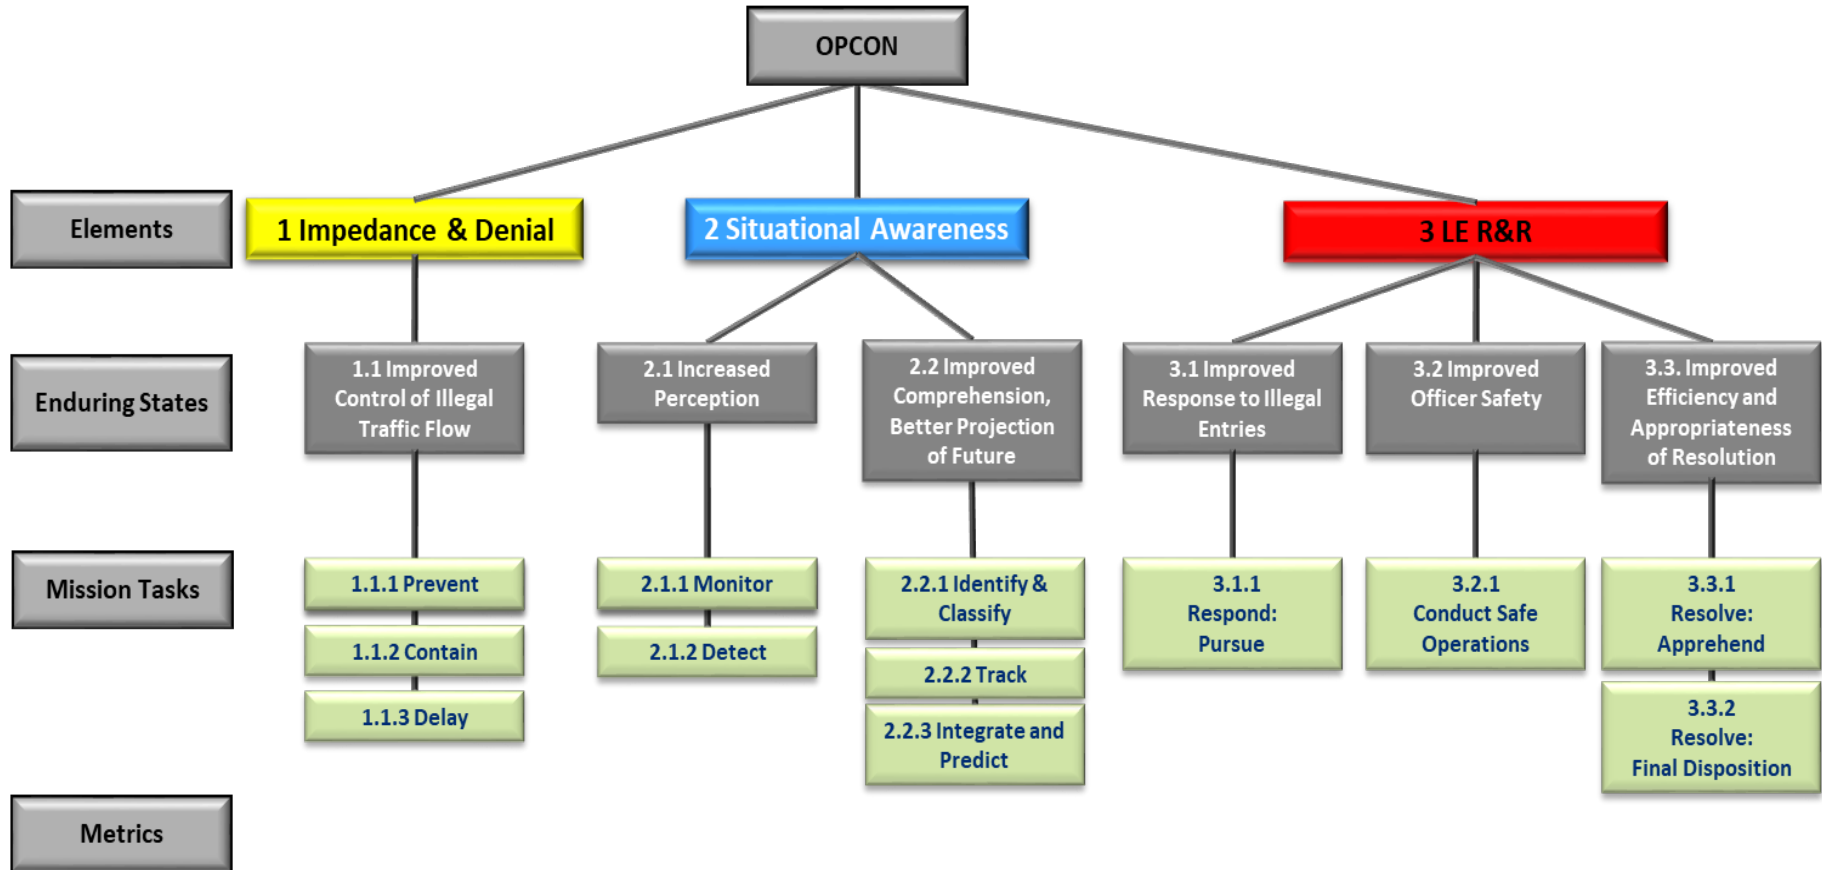 OPCON
Elements
1 Impedance & Denial
2 Situational Awareness
3 LE R&R
Enduring States
1.1 Improved
Control of Illegal
Traffic Flow
2.1 Increased
Perception
2.2 Improved
Comprehension,
Better Projection
of Future
3.1 Improved
Response to Illegal
Entries
3.2 Improved
Officer Safety
3.3. Improved
Efficiency and
Appropriateness
of Resolution
Mission Tasks
1.1.1 Prevent
1.1.2 Contain
1.1.3 Delay
2.1.1 Monitor
2.1.2 Detect
2.2.1 Identify &
Classify
2.2.2 Track
2.2.3 Integrate and
Predict
3.1.1
Respond:
Pursue
3.2.1
Conduct Safe
Operations
3.3.1
Resolve:
Apprehend
3.3.2
Resolve:
Final Disposition
Metrics